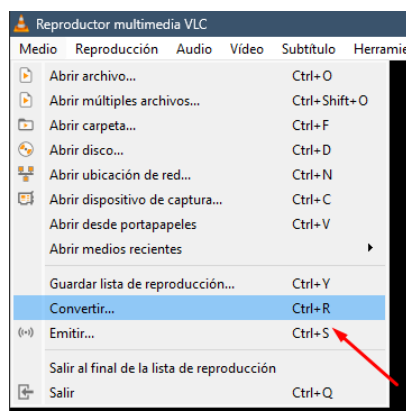 Reproductor multimedia VLC
Medio Reproducción Audio Vídeo Subtítulo Herramie
Abrir archivo... Ctrl+O
Abrir múltiples archivos... Ctrl+Shift+O
Abrir carpeta... Ctrl+F
Abrir disco... Ctrl+D
Abrir ubicación de red... Ctrl+N
Abrir dispositivo de captura... Ctrl+C
Abrir desde portapapeles Ctrl+V
Abrir medios recientes
Guardar lista de reproducción... Ctrl+Y
Convertir... Ctrl+R
Emitir... Ctrl+S
Salir al final de la lista de reproducción
Salir Ctrl+Q